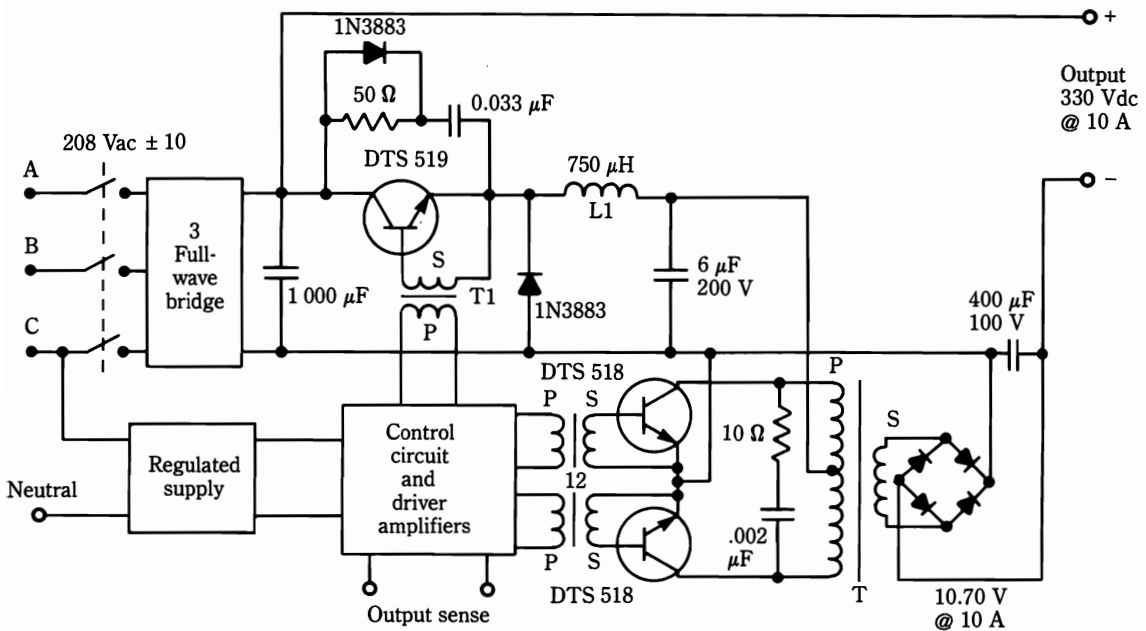 1N3883
50 Ω
0.033 μF
DTS 519
208 Vac ± 10
A
B
C
3
Full-
wave
bridge
1 000 μF
S
T1
P
1N3883
750 μH
L1
6 μF
200 V
+
Output
330 Vdc
@ 10 A
−
400 μF
100 V
DTS 518
P
S
12
P
S
DTS 518
10 Ω
.002
μF
P
S
T
10.70 V
@ 10 A
Neutral
Regulated
supply
Control
circuit
and
driver
amplifiers
Output sense